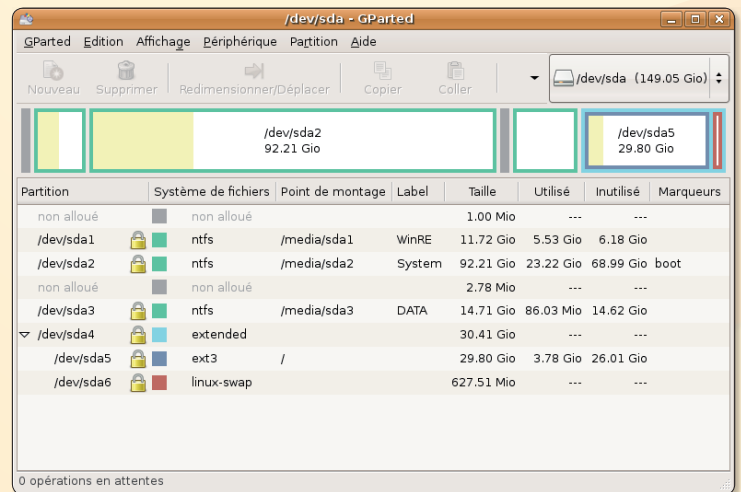 /dev/sda - GParted
GParted Edition Affichage Périphérique Partition Aide
Nouveau Supprimer Redimensionner/Déplacer Copier Coller /dev/sda (149.05 Gio)
/dev/sda2
92.21 Gio
/dev/sda5
29.80 Gio
Partition Système de fichiers Point de montage Label Taille Utilisé Inutilisé Marqueurs
non alloué non alloué 1.00 Mio --- ---
/dev/sda1 ntfs /media/sda1 WinRE 11.72 Gio 5.53 Gio 6.18 Gio
/dev/sda2 ntfs /media/sda2 System 92.21 Gio 23.22 Gio 68.99 Gio boot
non alloué non alloué 2.78 Mio --- ---
/dev/sda3 ntfs /media/sda3 DATA 14.71 Gio 86.03 Mio 14.62 Gio
/dev/sda4 extended 30.41 Gio --- ---
/dev/sda5 ext3 / 29.80 Gio 3.78 Gio 26.01 Gio
/dev/sda6 linux-swap 627.51 Mio --- ---
0 opérations en attentes